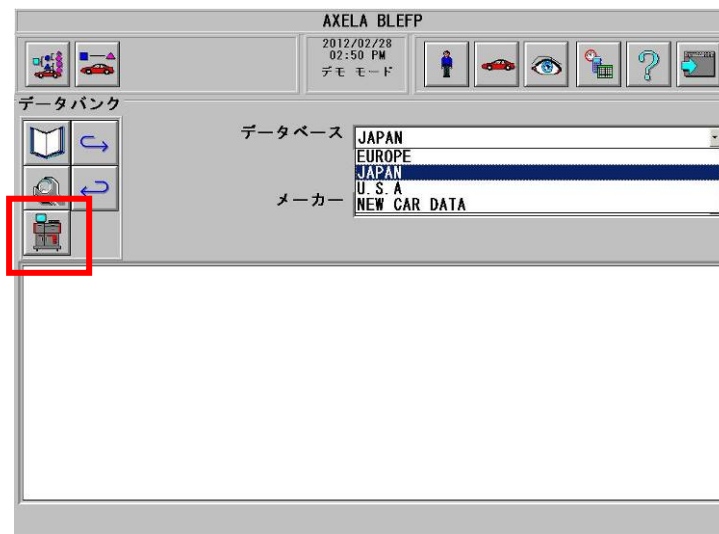 AXELA BLEFP
2012/02/28
02:50 PM
デモ モード
データバンク
データベース
JAPAN
EUROPE
JAPAN
U.S.A
NEW CAR DATA
メーカー